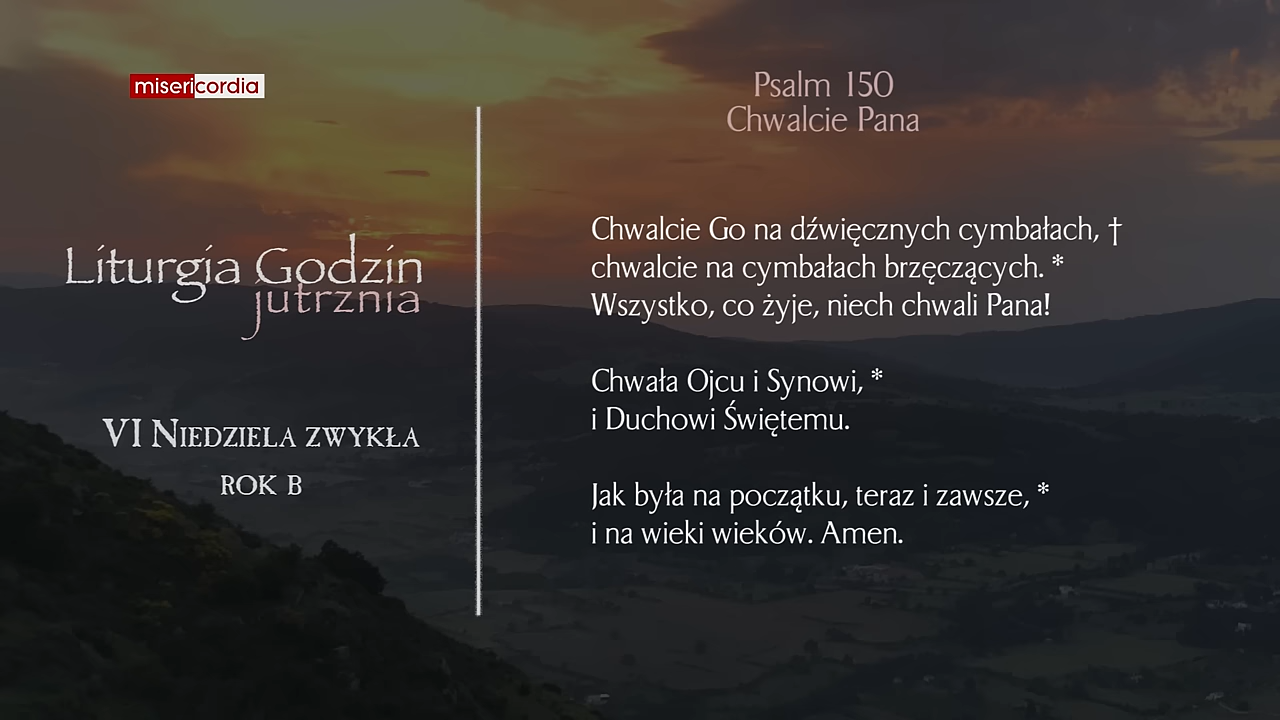 misericordia
Liturgia Godzin
jutrznia
VI Niedziela zwykła
rok B
Psalm 150
Chwalcie Pana
Chwalcie Go na dźwięcznych cymbałach, †
chwalcie na cymbałach brzęczących. *
Wszystko, co żyje, niech chwali Pana!
Chwała Ojcu i Synowi, *
i Duchowi Świętemu.
Jak była na początku, teraz i zawsze, *
i na wieki wieków. Amen.